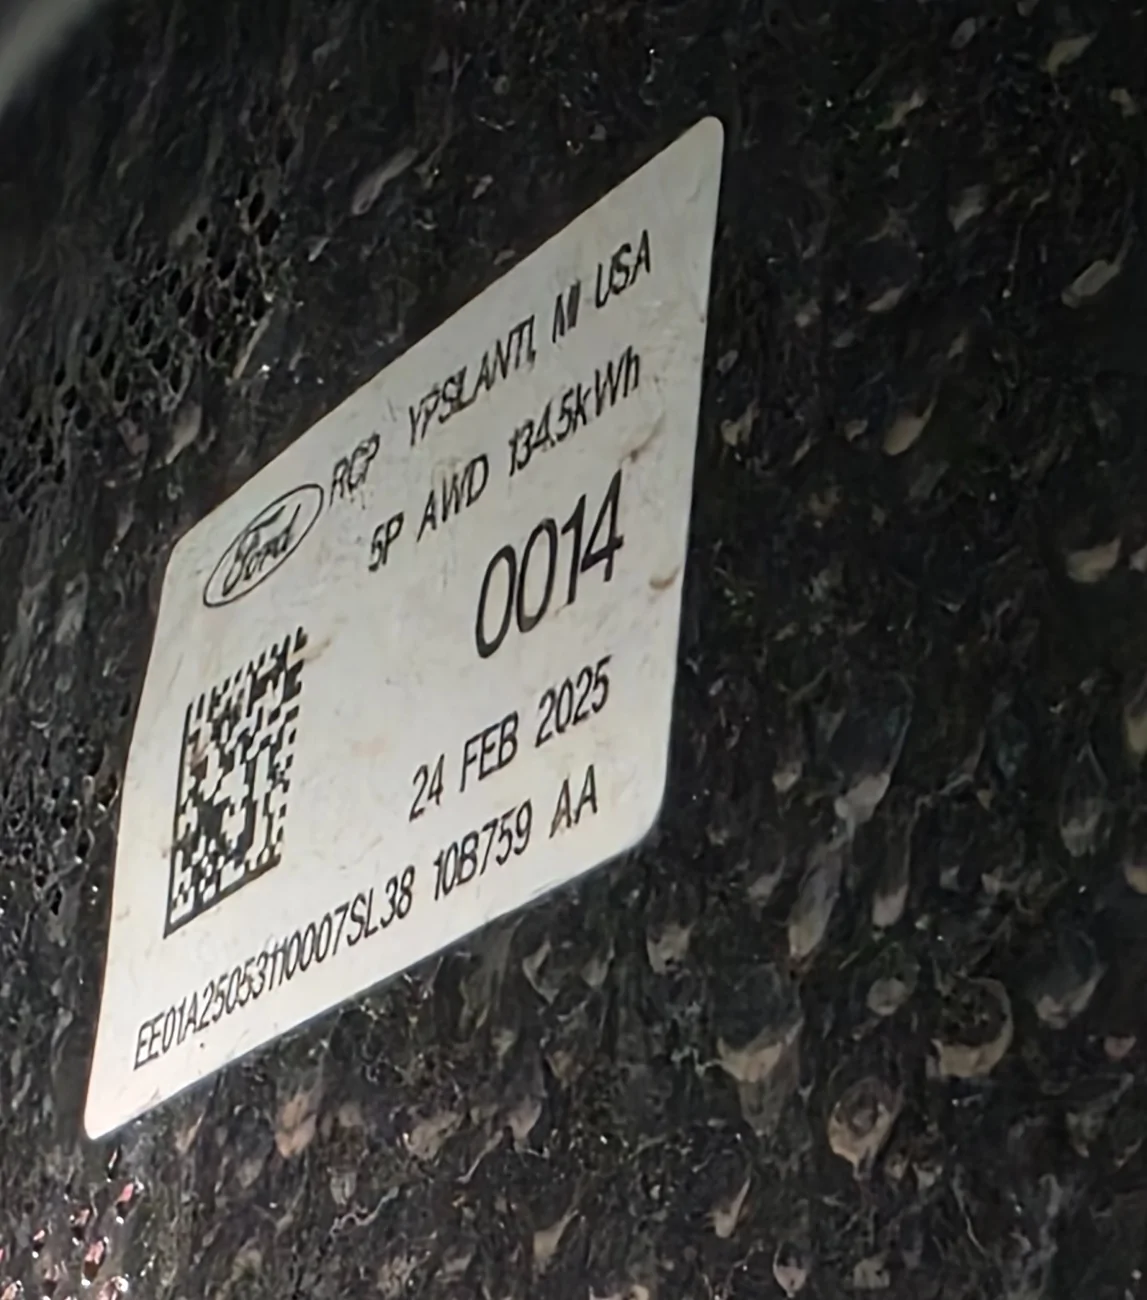 Ford RCP YPSILANTI, MI USA
5P AWD 134.5kWh
0014
24 FEB 2025
EE01A25053110007SL38 10B759 AA